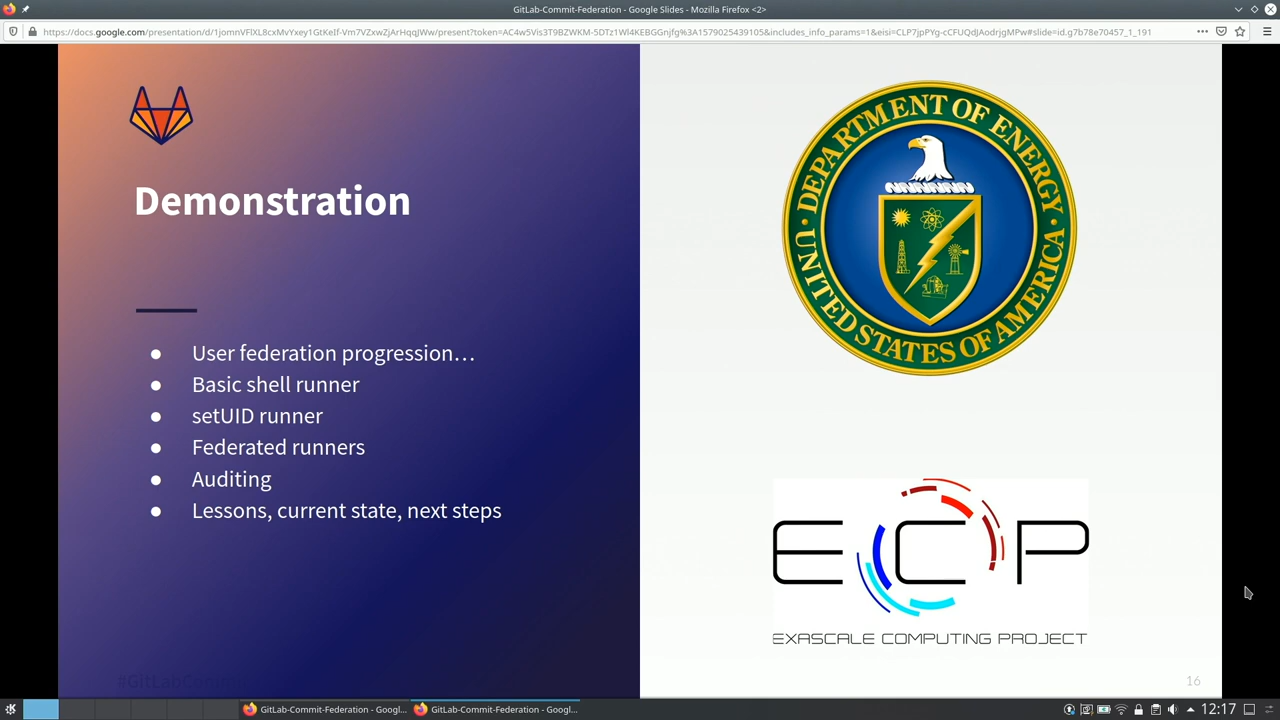 GitLab-Commit-Federation - Google Slides - Mozilla Firefox <2>
Demonstration
● User federation progression…
● Basic shell runner
● setUID runner
● Federated runners
● Auditing
● Lessons, current state, next steps
DEPARTMENT OF ENERGY
UNITED STATES OF AMERICA
ECP
EXASCALE COMPUTING PROJECT
16
GitLab-Commit-Federation - Googl...
GitLab-Commit-Federation - Googl...
12:17